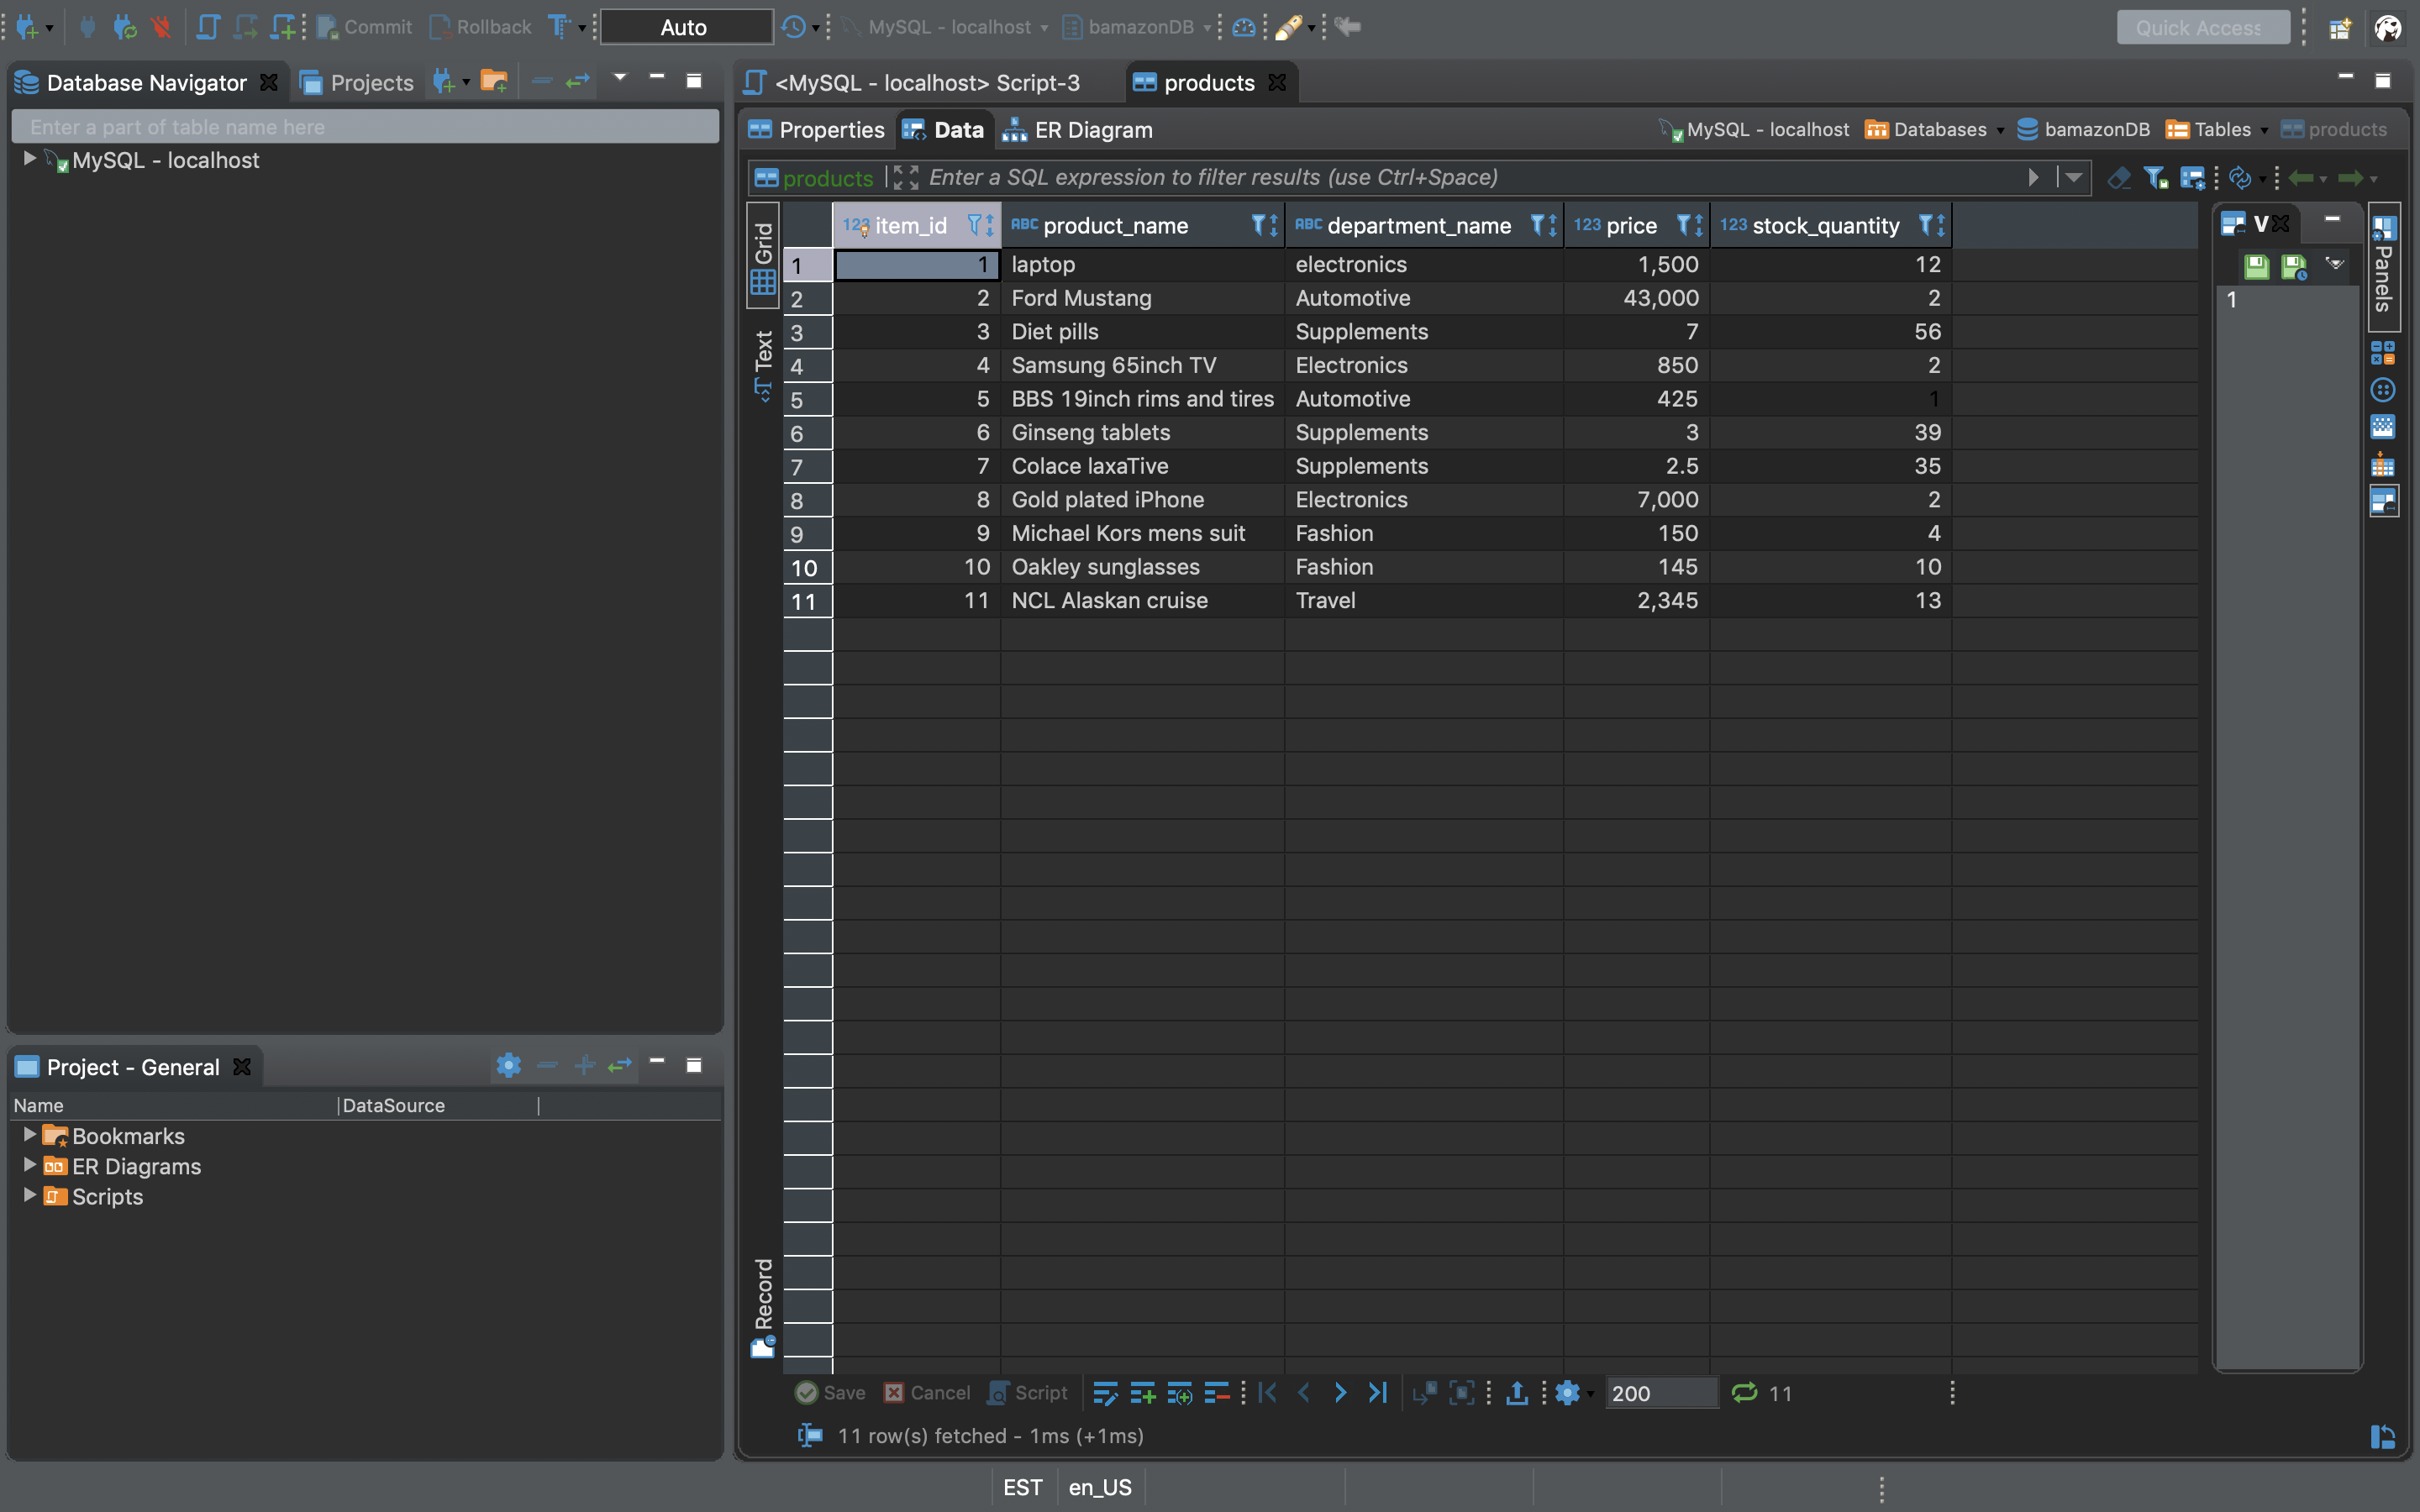 Commit Rollback Auto MySQL - localhost bamazonDB Quick Access
Database Navigator Projects
Enter a part of table name here
MySQL - localhost
<MySQL - localhost> Script-3 products
Properties Data ER Diagram MySQL - localhost Databases bamazonDB Tables products
products Enter a SQL expression to filter results (use Ctrl+Space)
Grid
Text
Record
123 item_id ABC product_name ABC department_name 123 price 123 stock_quantity
1 1 laptop electronics 1,500 12
2 2 Ford Mustang Automotive 43,000 2
3 3 Diet pills Supplements 7 56
4 4 Samsung 65inch TV Electronics 850 2
5 5 BBS 19inch rims and tires Automotive 425 1
6 6 Ginseng tablets Supplements 3 39
7 7 Colace laxaTive Supplements 2.5 35
8 8 Gold plated iPhone Electronics 7,000 2
9 9 Michael Kors mens suit Fashion 150 4
10 10 Oakley sunglasses Fashion 145 10
11 11 NCL Alaskan cruise Travel 2,345 13
V
1
Panels
Save Cancel Script 200 11
11 row(s) fetched - 1ms (+1ms)
Project - General
Name DataSource
Bookmarks
ER Diagrams
Scripts
EST en_US